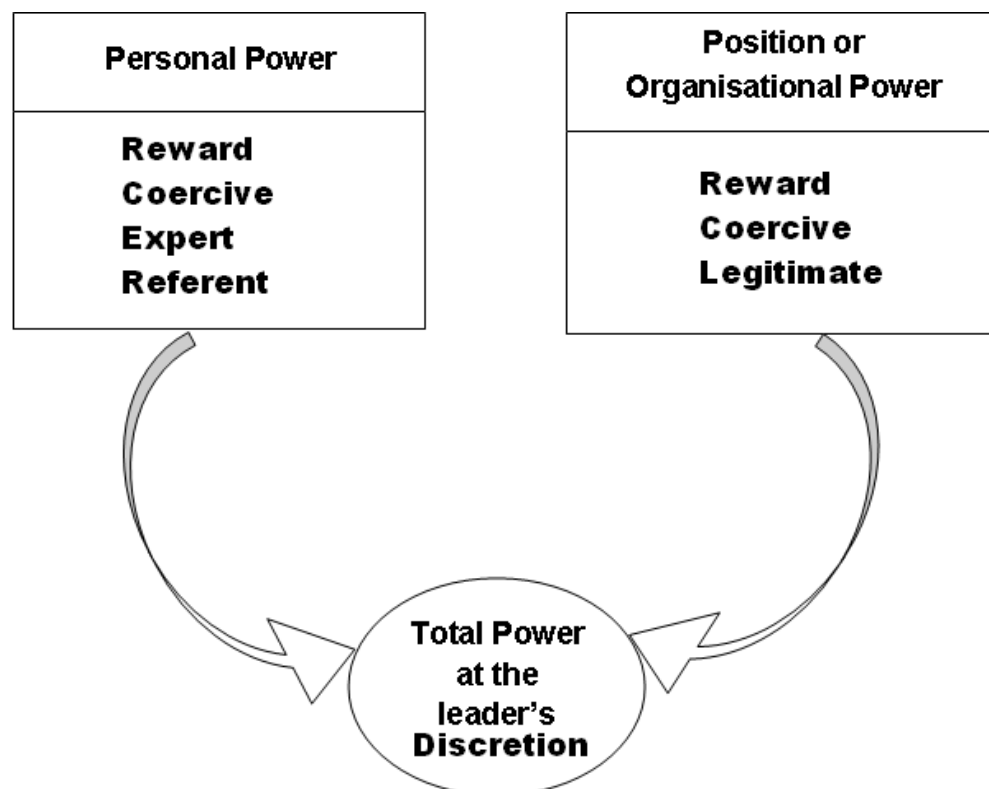 Personal Power
Reward
Coercive
Expert
Referent
Position or
Organisational Power
Reward
Coercive
Legitimate
Total Power
at the
leader's
Discretion